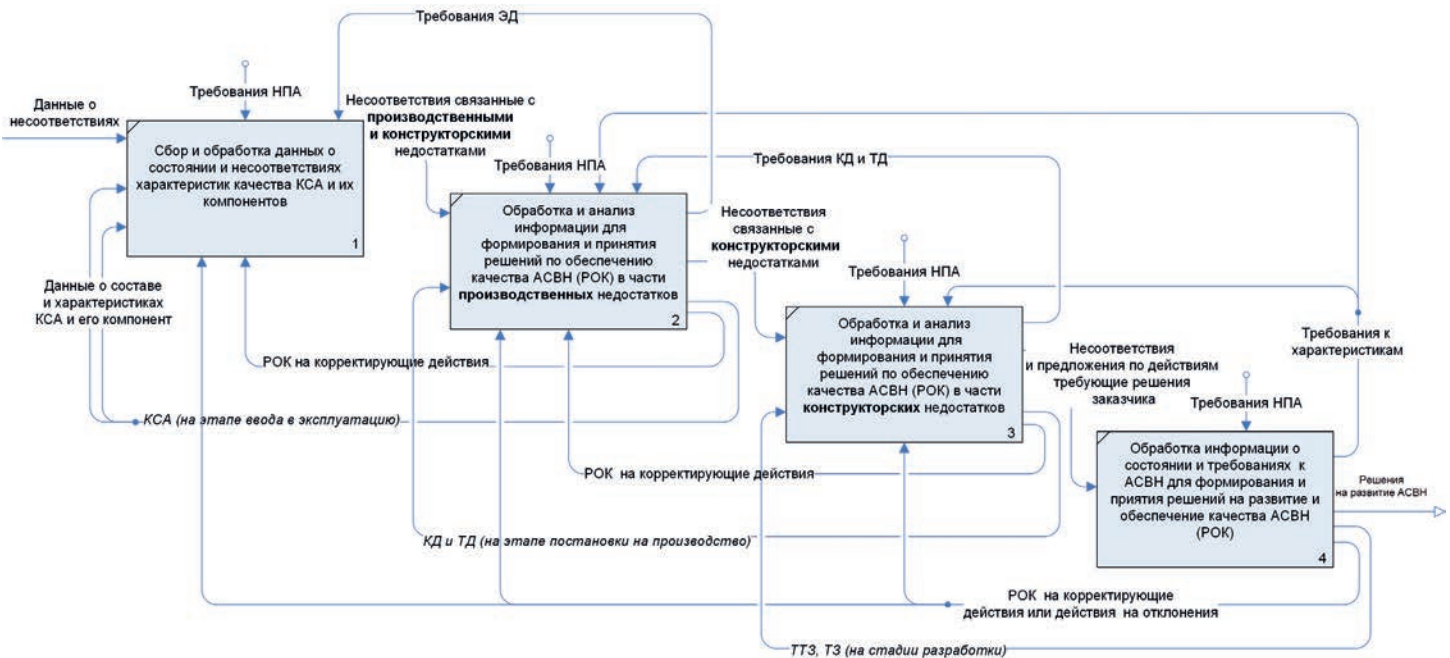 Требования ЭД
Требования НПА
Данные о
несоответствиях
Сбор и обработка данных о
состоянии и несоответствиях
характеристик качества КСА и их
компонентов
1
Несоответствия связанные с
производственными
и конструкторскими
недостатками
Требования НПА
Требования КД и ТД
Обработка и анализ
информации для
формирования и принятия
решений по обеспечению
качества АСВН (РОК) в части
производственных недостатков
2
Несоответствия
связанные с
конструкторскими
недостатками
Требования НПА
Данные о составе
и характеристиках
КСА и его компонент
РОК на корректирующие действия
КСА (на этапе ввода в эксплуатацию)
Обработка и анализ
информации для
формирования и принятия
решений по обеспечению
качества АСВН (РОК) в части
конструкторских недостатков
3
Требования к
характеристикам
Несоответствия
и предложения по действиям
требующие решения
заказчика
Требования НПА
РОК на корректирующие действия
КД и ТД (на этапе постановки на производство)
Обработка информации о
состоянии и требованиях к
АСВН для формирования и
приятия решений на развитие и
обеспечение качества АСВН
(РОК)
4
Решения
на развитие АСВН
РОК на корректирующие
действия или действия на отклонения
ТТЗ, ТЗ (на стадии разработки)